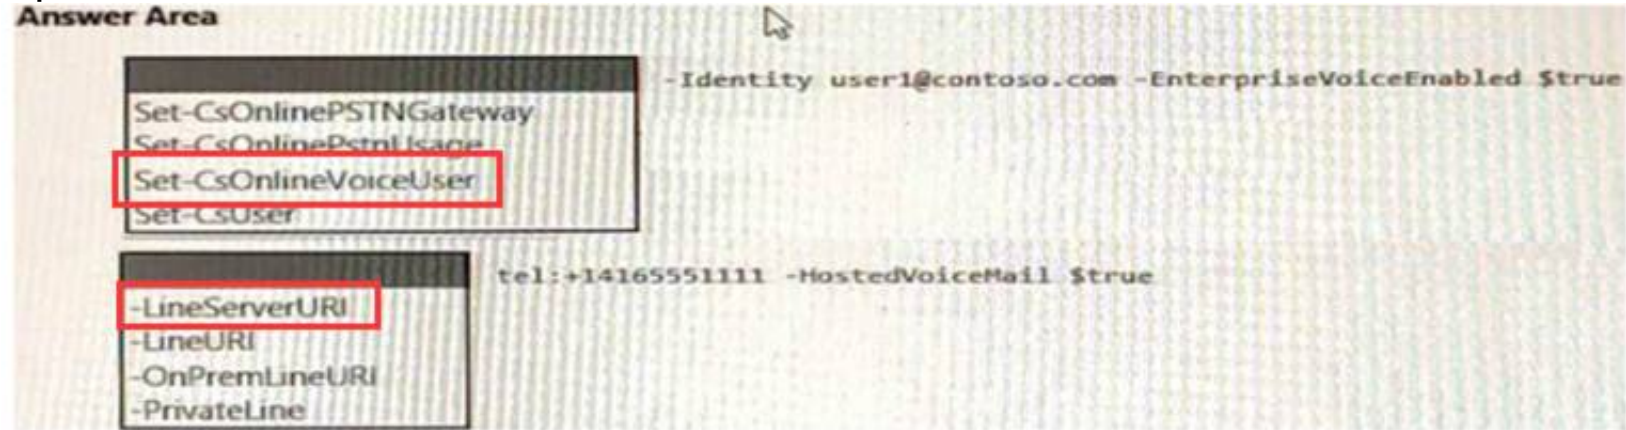 Answer Area
-Identity user1@contoso.com -EnterpriseVoiceEnabled $true
Set-CsOnlinePSTNGateway
Set-CsOnlinePstnUsage
Set-CsOnlineVoiceUser
Set-CsUser
tel:+14165551111 -HostedVoiceMail $true
-LineServerURI
-LineURI
-OnPremLineURI
-PrivateLine